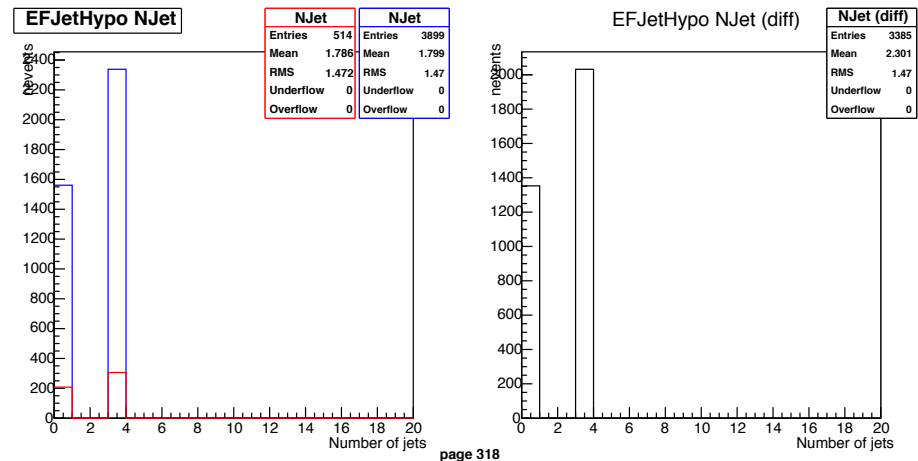 EFJetHypo NJet
NJet
Entries 514
Mean 1.786
RMS 1.472
Underflow 0
Overflow 0
NJet
Entries 3899
Mean 1.799
RMS 1.47
Underflow 0
Overflow 0
nevents
2400
2200
2000
1800
1600
1400
1200
1000
800
600
400
200
0
0 2 4 6 8 10 12 14 16 18 20
Number of jets
EFJetHypo NJet (diff)
NJet (diff)
Entries 3385
Mean 2.301
RMS 1.47
Underflow 0
Overflow 0
nevents
2000
1800
1600
1400
1200
1000
800
600
400
200
0
0 2 4 6 8 10 12 14 16 18 20
Number of jets
page 318